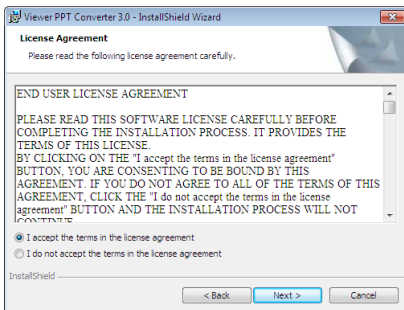 Viewer PPT Converter 3.0 - InstallShield Wizard
License Agreement
Please read the following license agreement carefully.
END USER LICENSE AGREEMENT
PLEASE READ THIS SOFTWARE LICENSE CAREFULLY BEFORE
COMPLETING THE INSTALLATION PROCESS. IT PROVIDES THE
TERMS OF THIS LICENSE.
BY CLICKING ON THE "I accept the terms in the license agreement"
BUTTON, YOU ARE CONSENTING TO BE BOUND BY THIS
AGREEMENT. IF YOU DO NOT AGREE TO ALL OF THE TERMS OF THIS
AGREEMENT, CLICK THE "I do not accept the terms in the license
agreement" BUTTON AND THE INSTALLATION PROCESS WILL NOT
CONTINUE
I accept the terms in the license agreement
I do not accept the terms in the license agreement
InstallShield
< Back
Next >
Cancel